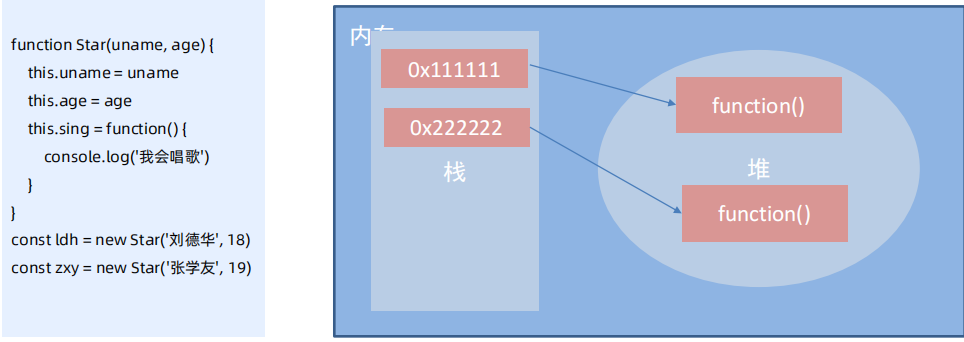 function Star(uname, age) {
this.uname = uname
this.age = age
this.sing = function() {
console.log('我会唱歌')
}
}
const ldh = new Star('刘德华', 18)
const zxy = new Star('张学友', 19)
内存
0x111111
0x222222
栈
function()
堆
function()